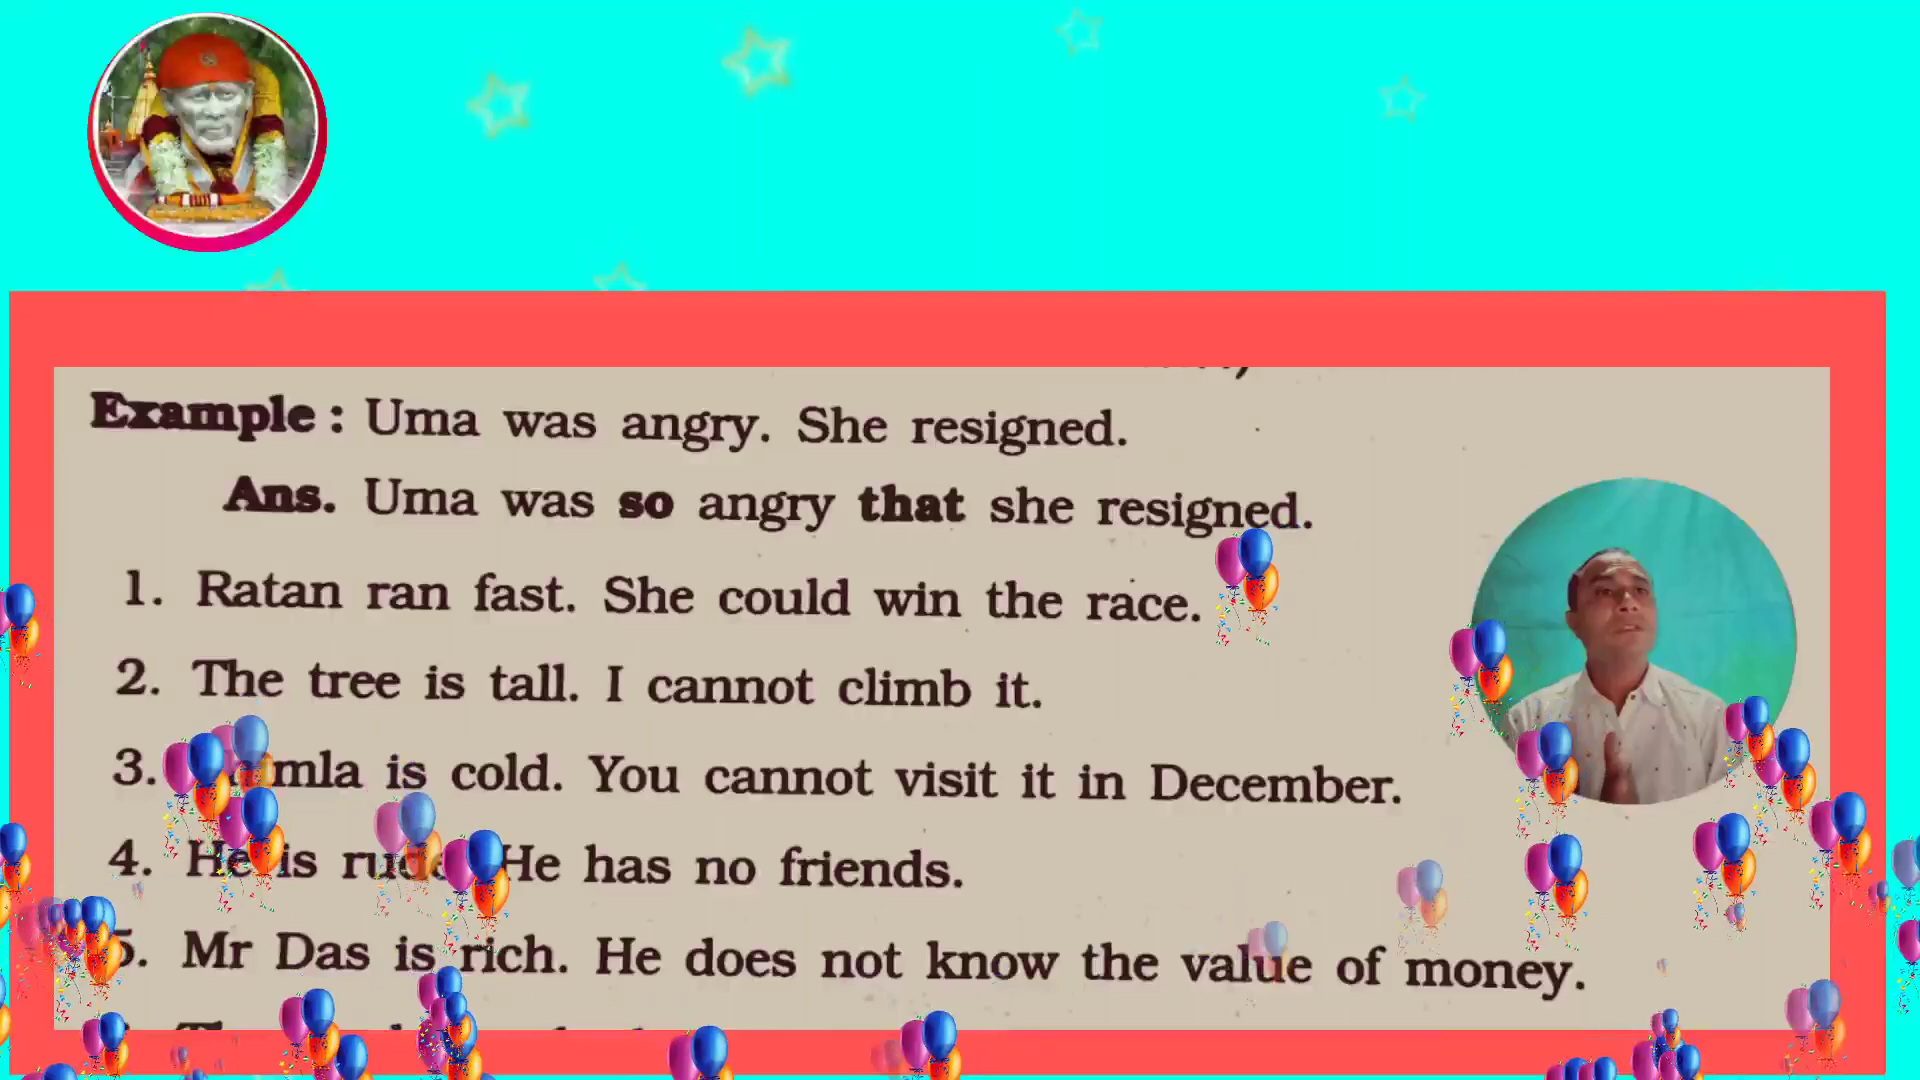 Example : Uma was angry. She resigned.
Ans. Uma was so angry that she resigned.
1. Ratan ran fast. She could win the race.
2. The tree is tall. I cannot climb it.
3. is cold. You cannot visit it in December.
4. He is rude. He has no friends.
5. Mr Das is rich. He does not know the value of money.